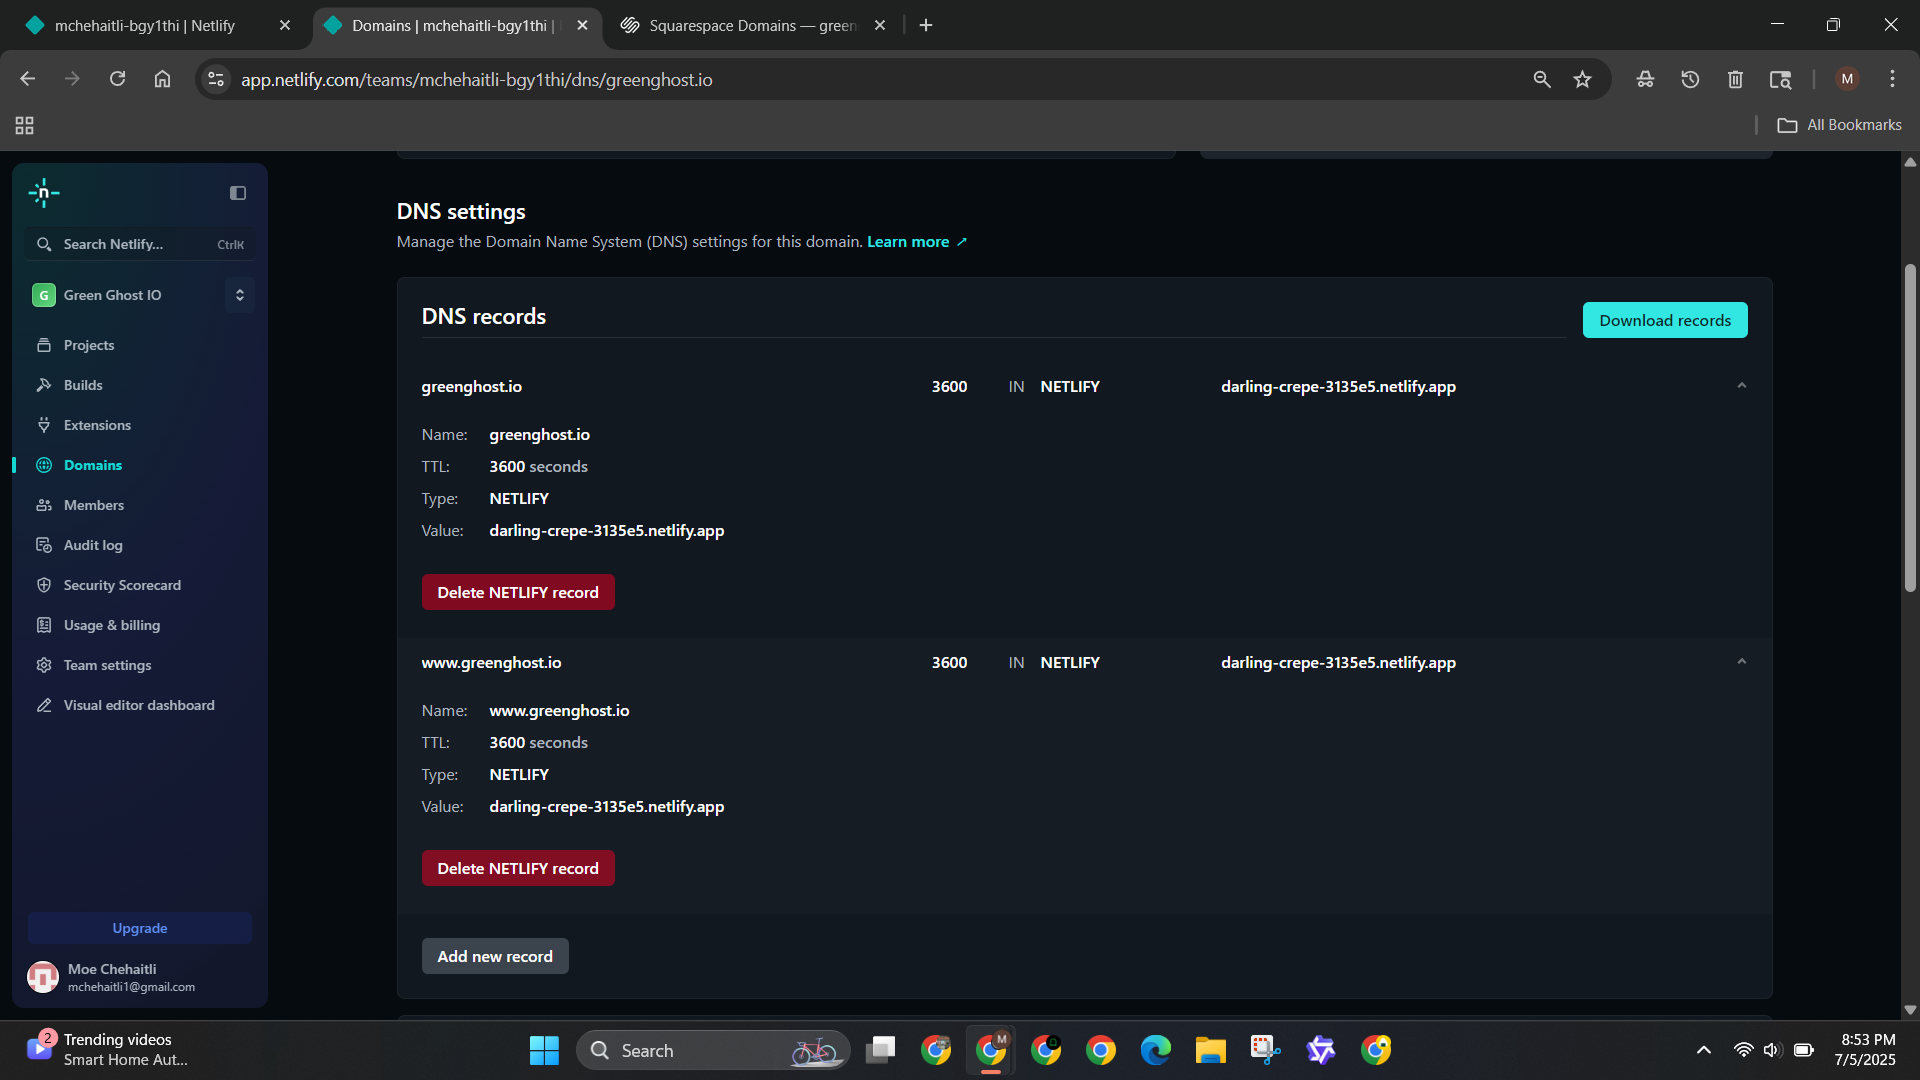 mchehaitli-bgy1thi | Netlify
Domains | mchehaitli-bgy1thi |
Squarespace Domains — green
app.netlify.com/teams/mchehaitli-bgy1thi/dns/greenghost.io
M
All Bookmarks
n
Search Netlify...
CtrlK
G
Green Ghost IO
Projects
Builds
Extensions
Domains
Members
Audit log
Security Scorecard
Usage & billing
Team settings
Visual editor dashboard
Upgrade
Moe Chehaitli
mchehaitli1@gmail.com
DNS settings
Manage the Domain Name System (DNS) settings for this domain. Learn more ↗
DNS records
Download records
greenghost.io 3600 IN NETLIFY darling-crepe-3135e5.netlify.app
Name: greenghost.io
TTL: 3600 seconds
Type: NETLIFY
Value: darling-crepe-3135e5.netlify.app
Delete NETLIFY record
www.greenghost.io 3600 IN NETLIFY darling-crepe-3135e5.netlify.app
Name: www.greenghost.io
TTL: 3600 seconds
Type: NETLIFY
Value: darling-crepe-3135e5.netlify.app
Delete NETLIFY record
Add new record
2
Trending videos
Smart Home Aut...
Search
M
D
8:53 PM
7/5/2025